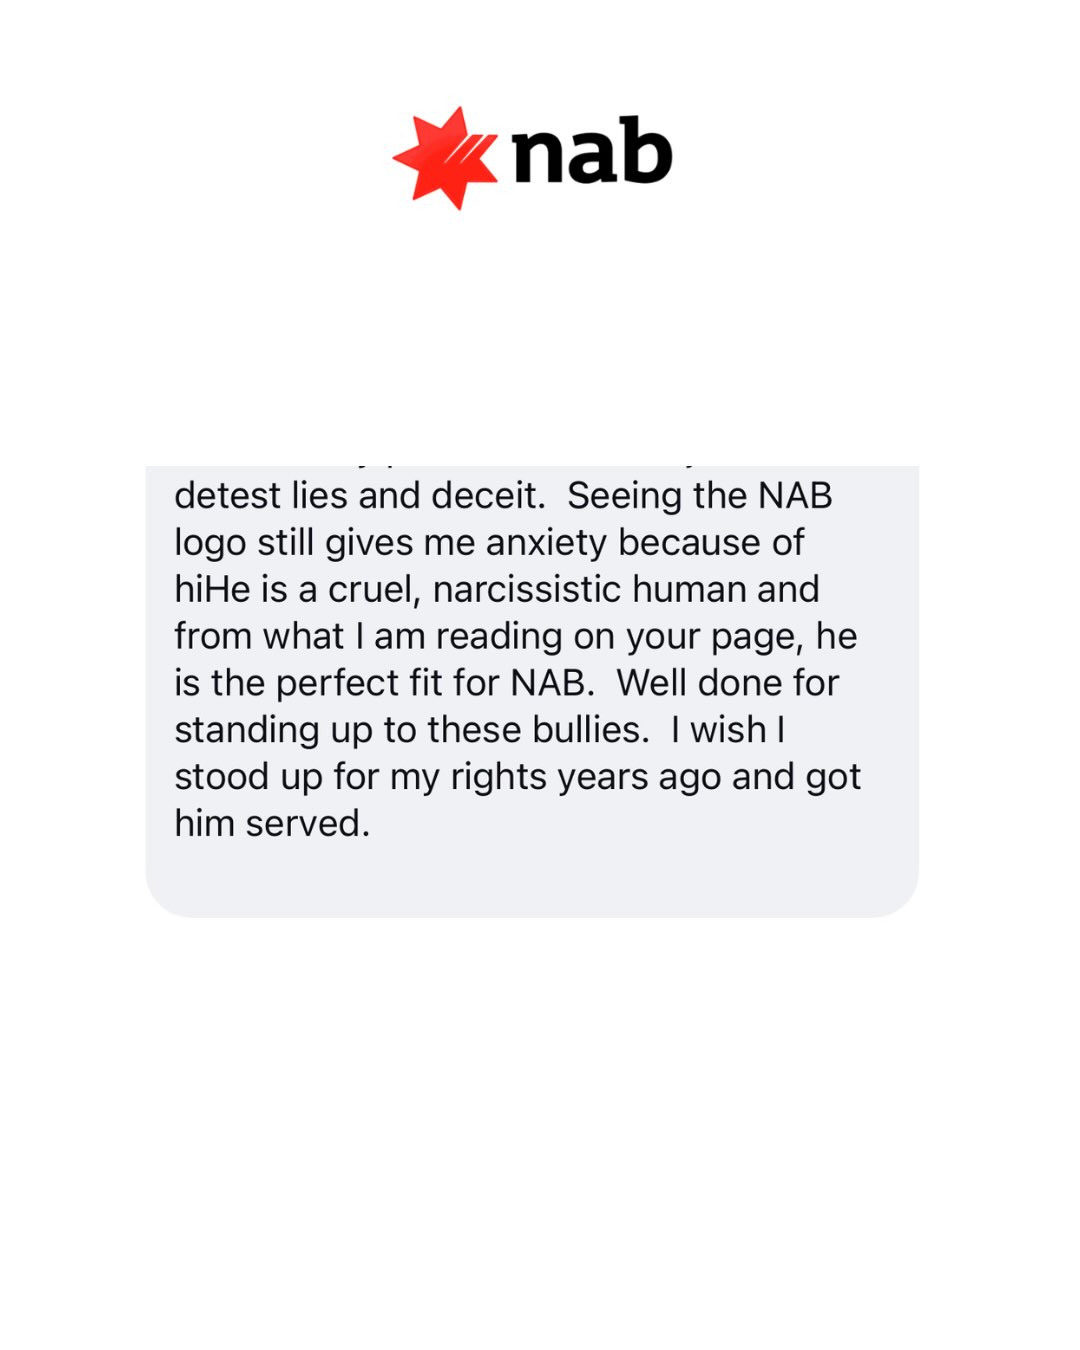 nab
detest lies and deceit.  Seeing the NAB
logo still gives me anxiety because of
hiHe is a cruel, narcissistic human and
from what I am reading on your page, he
is the perfect fit for NAB.  Well done for
standing up to these bullies.  I wish I
stood up for my rights years ago and got
him served.